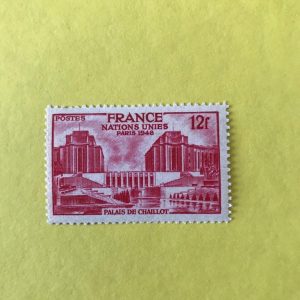 POSTES
FRANCE
12f
NATIONS UNIES
PARIS 1948
PALAIS DE CHAILLOT